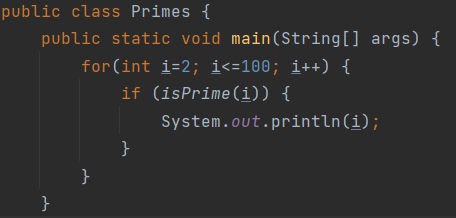 public class Primes {
    public static void main(String[] args) {
        for(int i=2; i<=100; i++) {
            if (isPrime(i)) {
                System.out.println(i);
            }
        }
    }